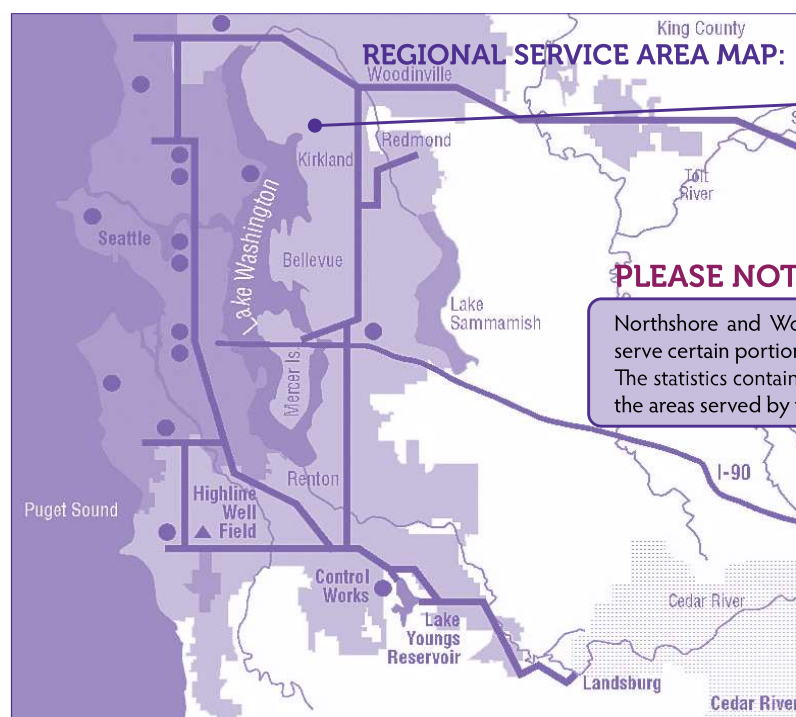 King County
REGIONAL SERVICE AREA MAP:
Woodinville
Redmond
Kirkland
Tolt
River
Lake Washington
Seattle
Bellevue
PLEASE NOT
Lake
Sammamish
Northshore and Wo
serve certain portion
The statistics contain
the areas served by
Mercer Is.
I-90
Renton
Highline
Well
Field
Puget Sound
Control
Works
Cedar River
Lake
Youngs
Reservoir
Landsburg
Cedar River